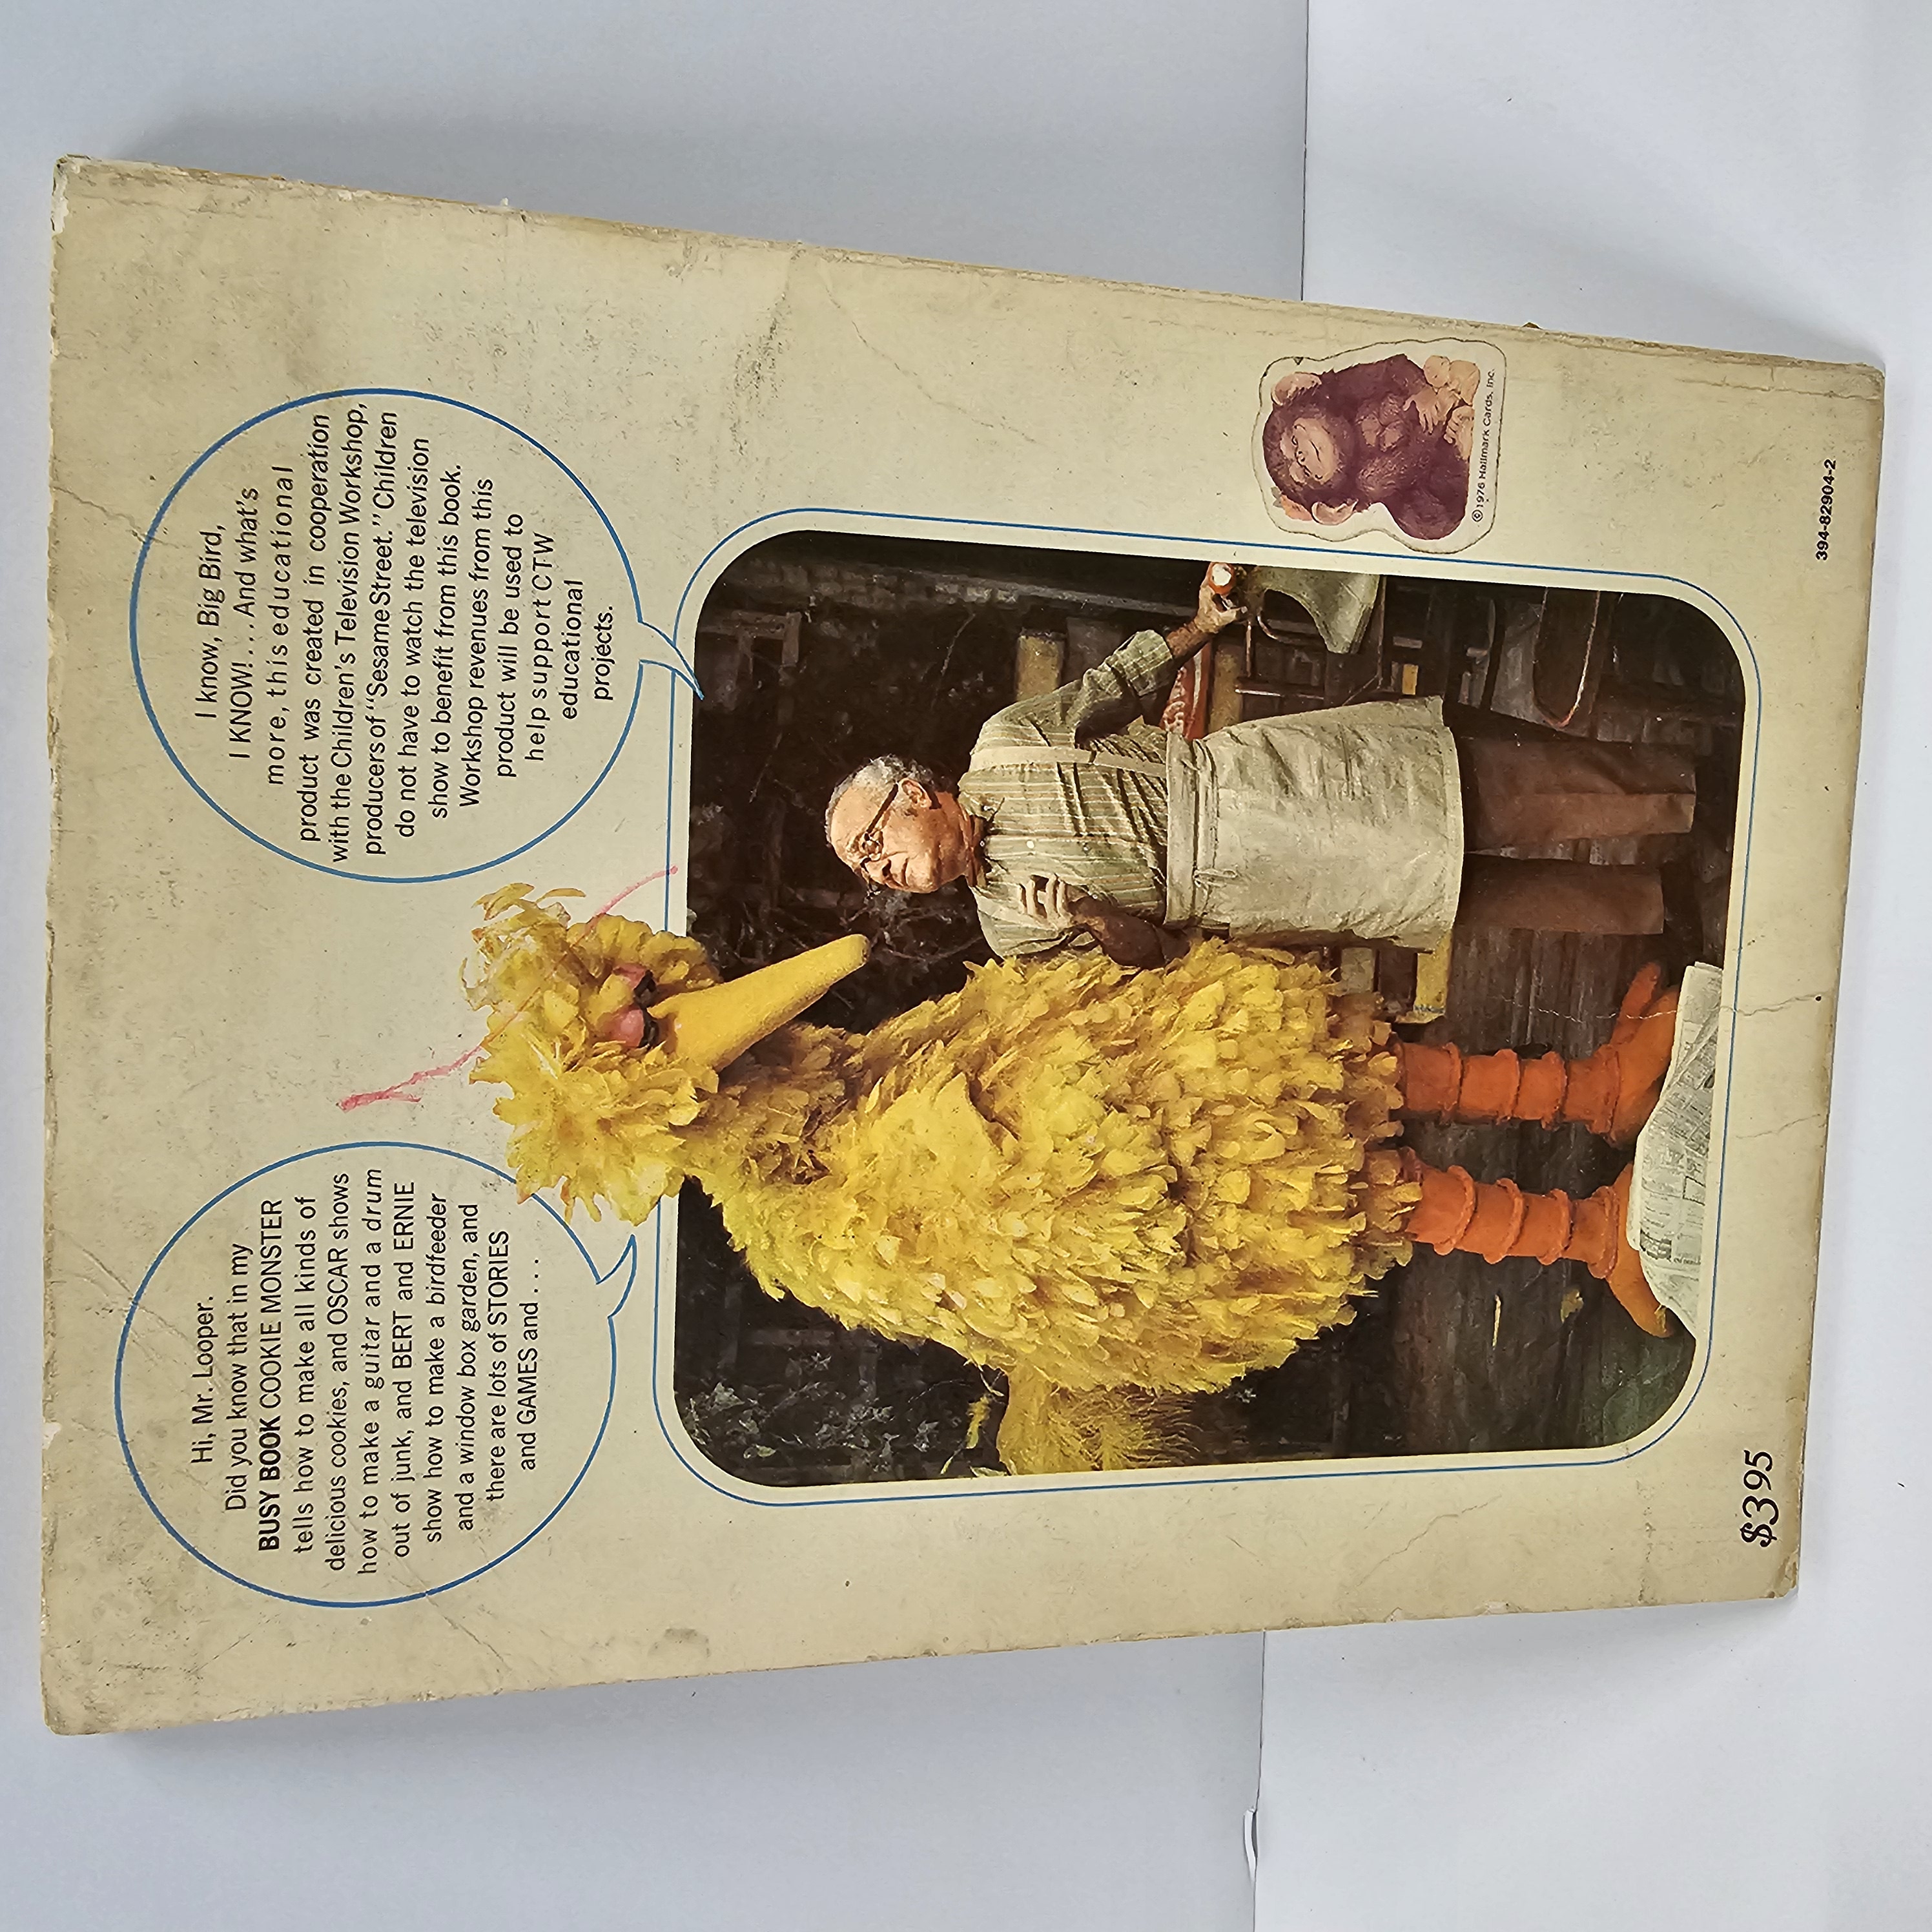 Hi, Mr. Looper.
Did you know that in my
BUSY BOOK COOKIE MONSTER
tells how to make all kinds of
delicious cookies, and OSCAR shows
how to make a guitar and a drum
out of junk, and BERT and ERNIE
show how to make a birdfeeder
and a window box garden, and
there are lots of STORIES
and GAMES and . . .
I know, Big Bird,
I KNOW! . . . And what's
more, this educational
product was created in cooperation
with the Children's Television Workshop,
producers of "Sesame Street." Children
do not have to watch the television
show to benefit from this book.
Workshop revenues from this
product will be used to
help support CTW
educational
projects.
©1976 Hallmark Cards, Inc.
$3 95
394-82904-2